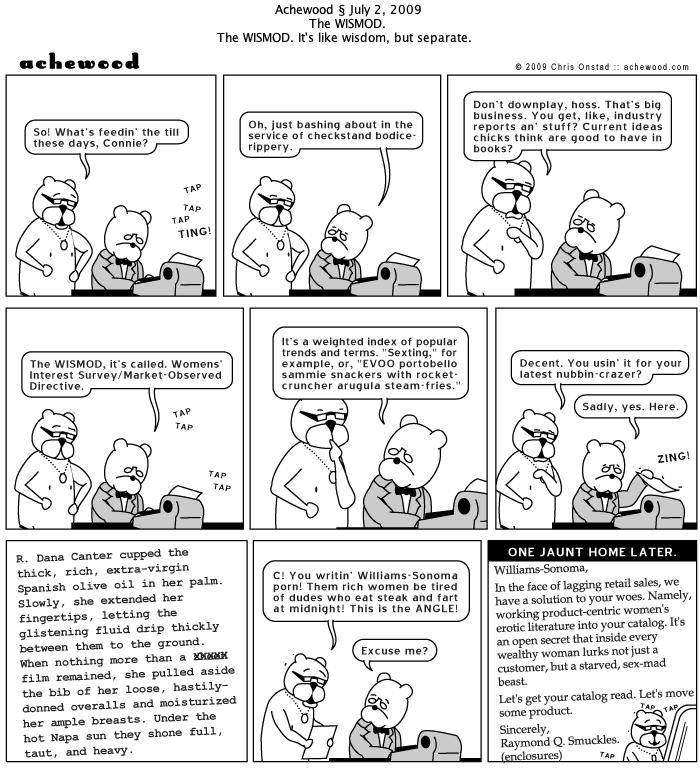 Achewood § July 2, 2009
The WISMOD.
The WISMOD. It's like wisdom, but separate.
achewood
© 2009 Chris Onstad :: achewood.com
So! What's feedin' the till
these days, Connie?
TAP
TAP
TAP
TING!
Oh, just bashing about in the
service of checkstand bodice-
rippery.
Don't downplay, hoss. That's big
business. You get, like, industry
reports an' stuff? Current ideas
chicks think are good to have in
books?
The WISMOD, it's called. Womens'
Interest Survey/Market-Observed
Directive.
TAP
TAP
TAP
TAP
It's a weighted index of popular
trends and terms. "Sexting," for
example, or, "EVOO portobello
sammie snackers with rocket-
cruncher arugula steam-fries."
Decent. You usin' it for your
latest nubbin-crazer?
Sadly, yes. Here.
ZING!
R. Dana Canter cupped the
thick, rich, extra-virgin
Spanish olive oil in her palm.
Slowly, she extended her
fingertips, letting the
glistening fluid drip thickly
between them to the ground.
When nothing more than a
film remained, she pulled aside
the bib of her loose, hastily-
donned overalls and moisturized
her ample breasts. Under the
hot Napa sun they shone full,
taut, and heavy.
C! You writin' Williams-Sonoma
porn! Them rich women be tired
of dudes who eat steak and fart
at midnight! This is the ANGLE!
Excuse me?
ONE JAUNT HOME LATER.
Williams-Sonoma,
In the face of lagging retail sales, we
have a solution to your woes. Namely,
working product-centric women's
erotic literature into your catalog. It's
an open secret that inside every
wealthy woman lurks not just a
customer, but a starved, sex-mad
beast.
Let's get your catalog read. Let's move
some product.
Sincerely,
Raymond Q. Smuckles.
(enclosures)
TAP
TAP
TAP